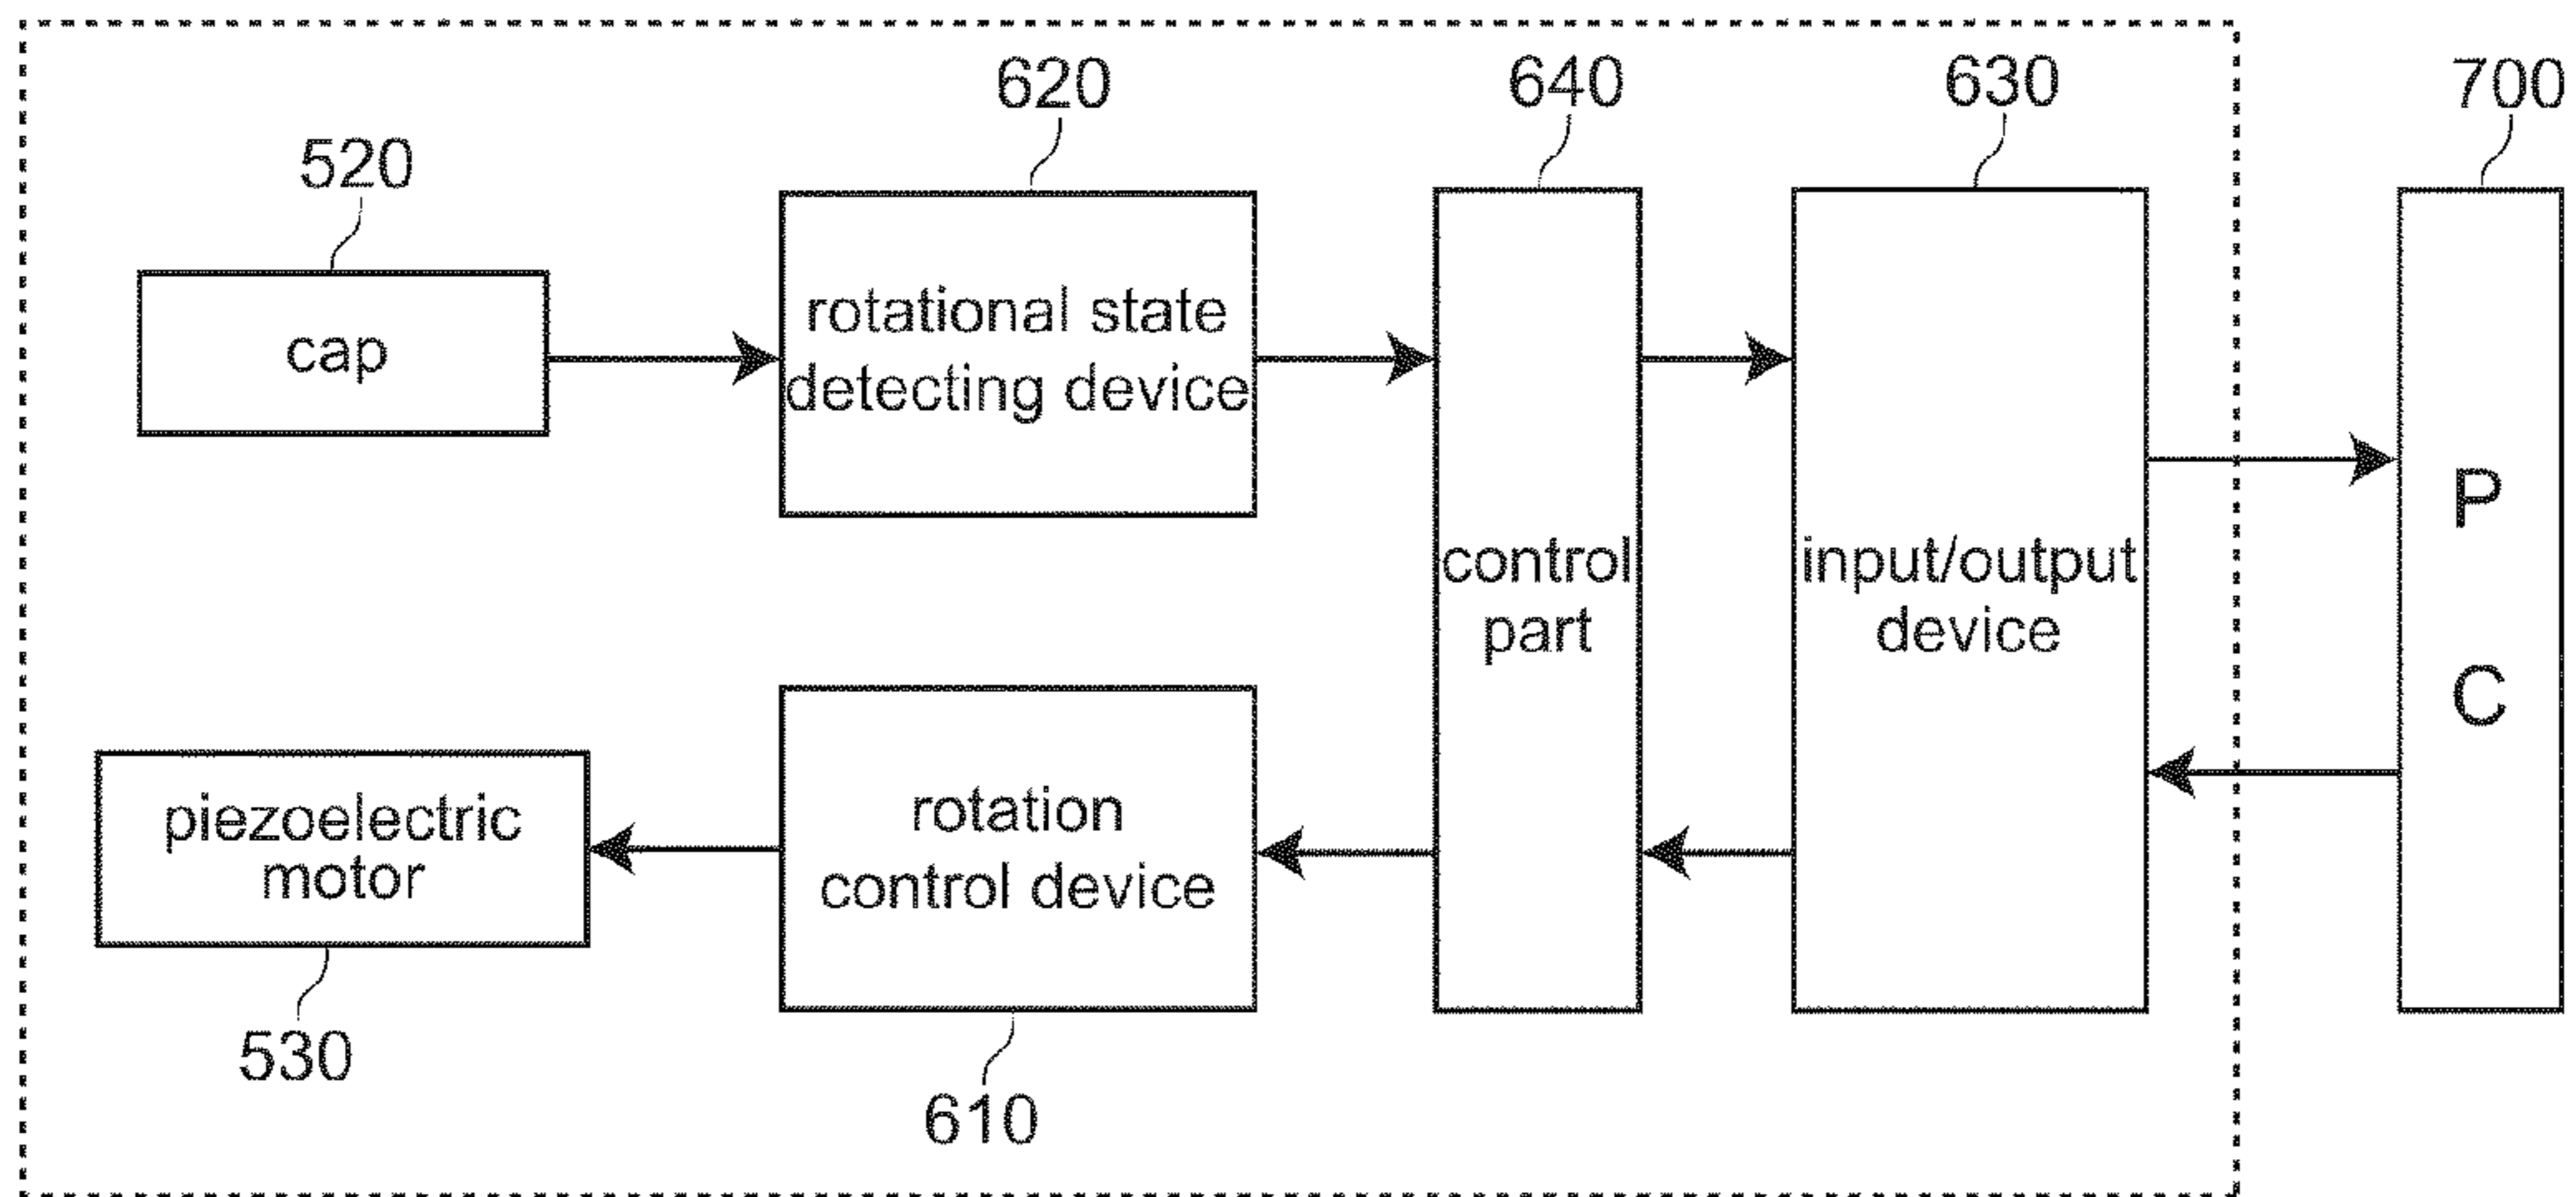 620
640
630
700
520
cap
rotational state
detecting device
control
part
input/output
device
P
C
piezoelectric
motor
rotation
control device
530
610